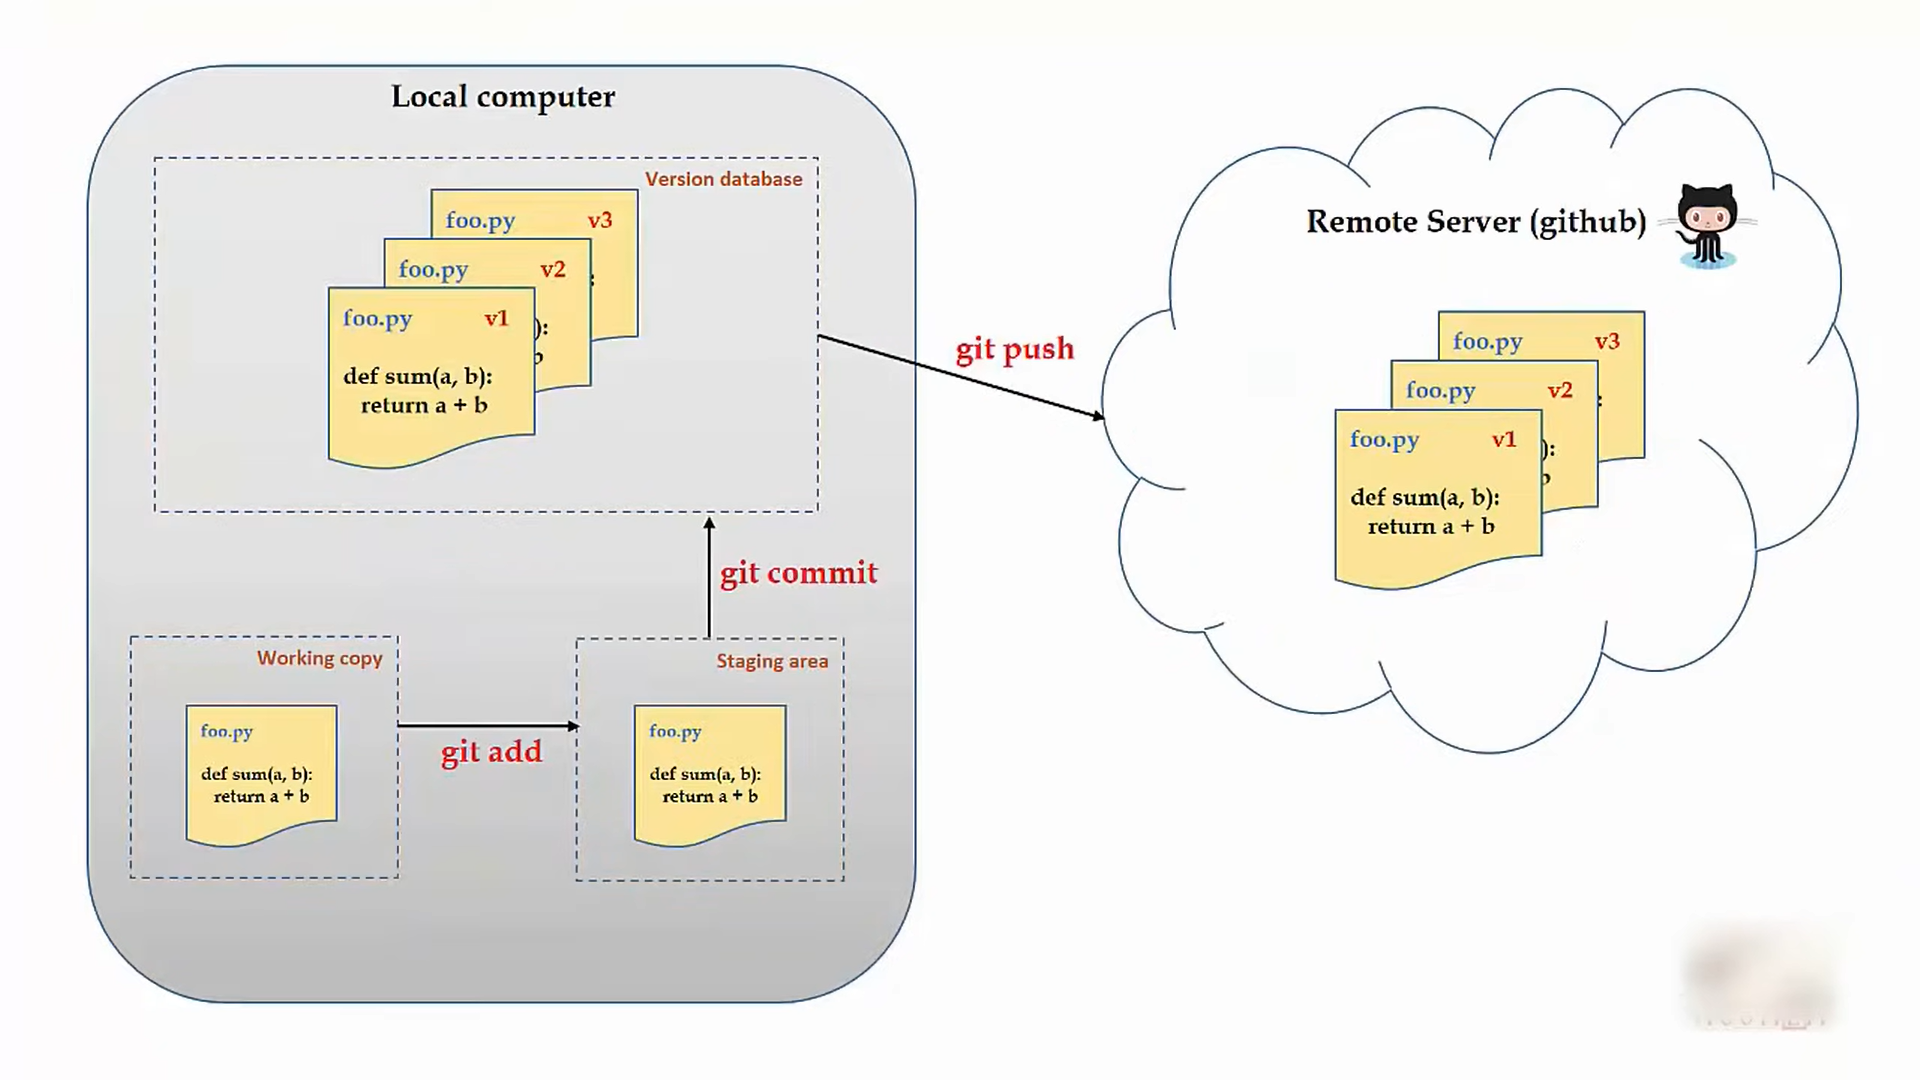 Local computer
Version database
foo.py v3
:
foo.py v2
):
b
foo.py v1
def sum(a, b):
return a + b
git push
Remote Server (github)
foo.py v3
:
foo.py v2
):
b
foo.py v1
def sum(a, b):
return a + b
git commit
Working copy
foo.py
def sum(a, b):
return a + b
git add
Staging area
foo.py
def sum(a, b):
return a + b